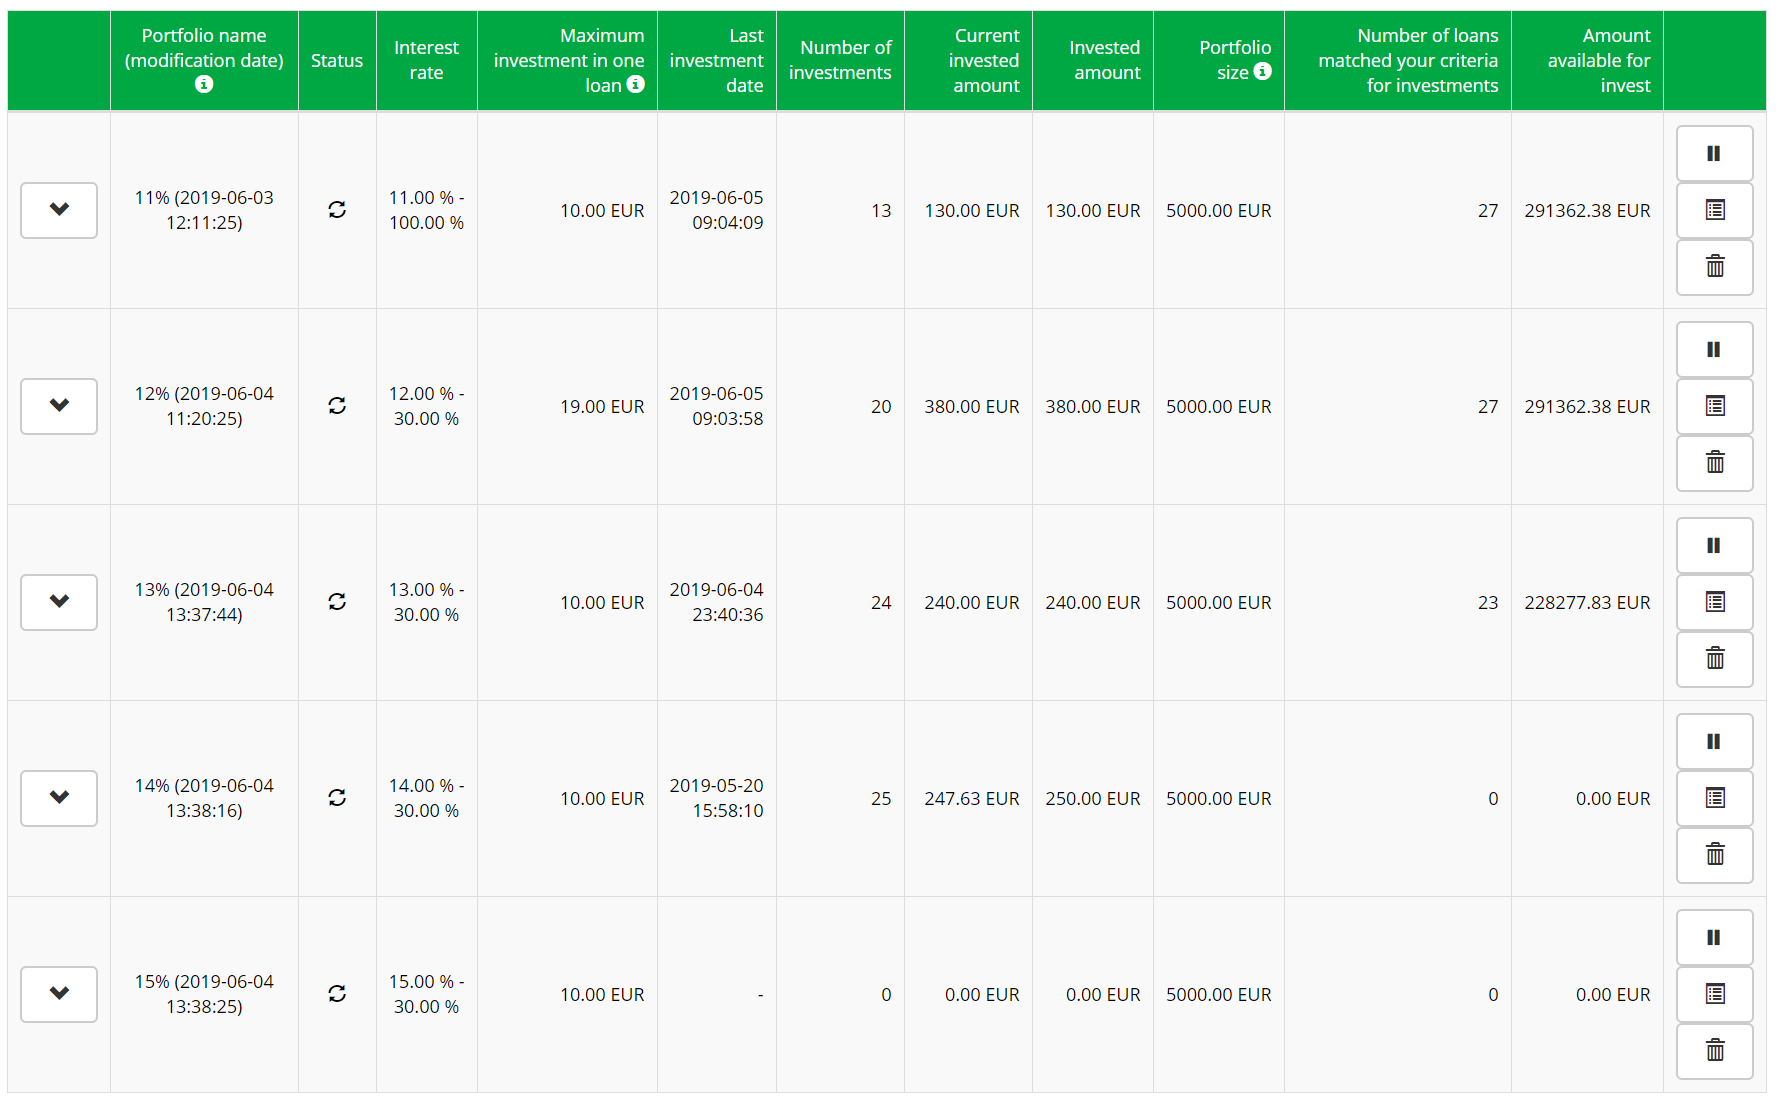 Portfolio name
(modification date)
Status
Interest
rate
Maximum
investment in one
loan
Last
investment
date
Number of
investments
Current
invested
amount
Invested
amount
Portfolio
size
Number of loans
matched your criteria
for investments
Amount
available for
invest
11% (2019-06-03
12:11:25)
11.00 % -
100.00 %
10.00 EUR
2019-06-05
09:04:09
13
130.00 EUR
130.00 EUR
5000.00 EUR
27
291362.38 EUR
12% (2019-06-04
11:20:25)
12.00 % -
30.00 %
19.00 EUR
2019-06-05
09:03:58
20
380.00 EUR
380.00 EUR
5000.00 EUR
27
291362.38 EUR
13% (2019-06-04
13:37:44)
13.00 % -
30.00 %
10.00 EUR
2019-06-04
23:40:36
24
240.00 EUR
240.00 EUR
5000.00 EUR
23
228277.83 EUR
14% (2019-06-04
13:38:16)
14.00 % -
30.00 %
10.00 EUR
2019-05-20
15:58:10
25
247.63 EUR
250.00 EUR
5000.00 EUR
0
0.00 EUR
15% (2019-06-04
13:38:25)
15.00 % -
30.00 %
10.00 EUR
-
0
0.00 EUR
0.00 EUR
5000.00 EUR
0
0.00 EUR